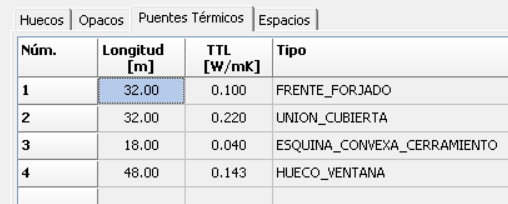 Huecos Opacos Puentes Térmicos Espacios
Núm. Longitud [m] TTL [W/mK] Tipo
1 32.00 0.100 FRENTE_FORJADO
2 32.00 0.220 UNION_CUBIERTA
3 18.00 0.040 ESQUINA_CONVEXA_CERRAMIENTO
4 48.00 0.143 HUECO_VENTANA